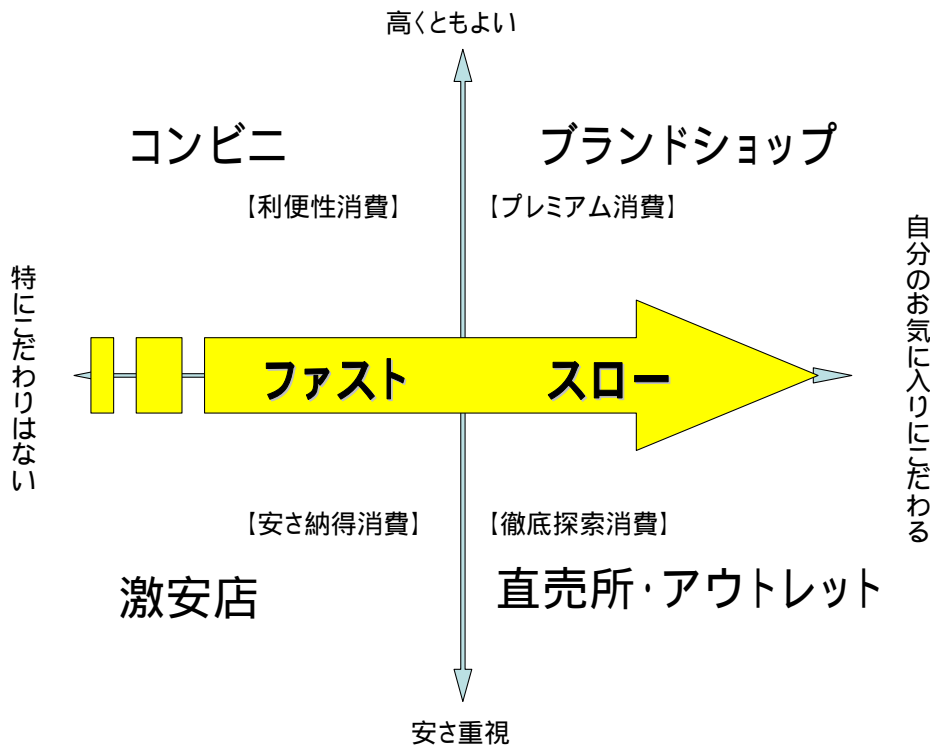 高くともよい
コンビニ
ブランドショップ
【利便性消費】
【プレミアム消費】
特にこだわりはない
自分のお気に入りにこだわる
ファスト
スロー
【安さ納得消費】
【徹底探索消費】
激安店
直売所・アウトレット
安さ重視